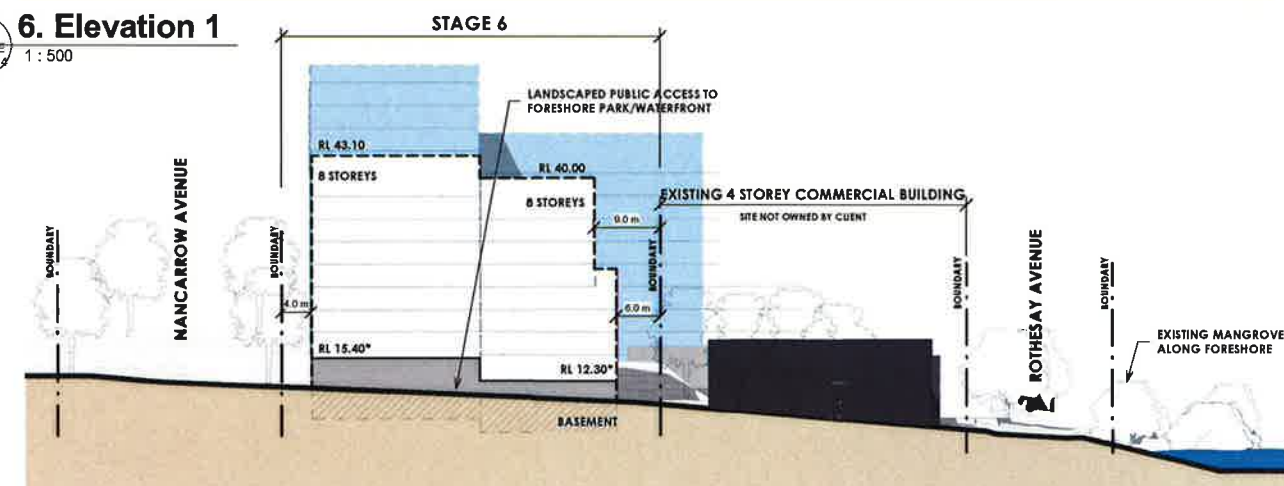 6. Elevation 1
1 : 500
STAGE 6
LANDSCAPED PUBLIC ACCESS TO
FORESHORE PARK/WATERFRONT
RL 43.10
8 STOREYS
RL 40.00
8 STOREYS
EXISTING 4 STOREY COMMERCIAL BUILDING
SITE NOT OWNED BY CLIENT
9.0 m
NANCARROW AVENUE
BOUNDARY
BOUNDARY
BOUNDARY
BOUNDARY
ROTHESAY AVENUE
BOUNDARY
4.0 m
6.0 m
EXISTING MANGROVE
ALONG FORESHORE
RL 15.40*
RL 12.30*
BASEMENT